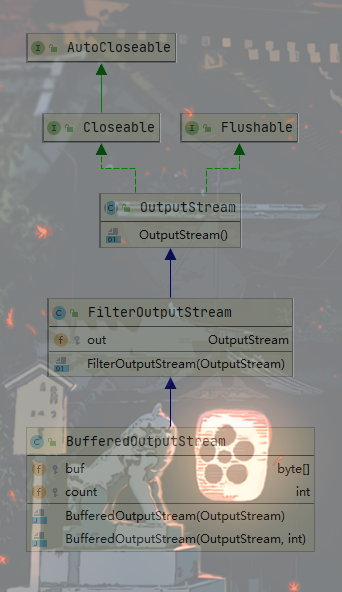 AutoCloseable
Closeable
Flushable
OutputStream
OutputStream()
FilterOutputStream
out OutputStream
FilterOutputStream(OutputStream)
BufferedOutputStream
buf byte[]
count int
BufferedOutputStream(OutputStream)
BufferedOutputStream(OutputStream, int)